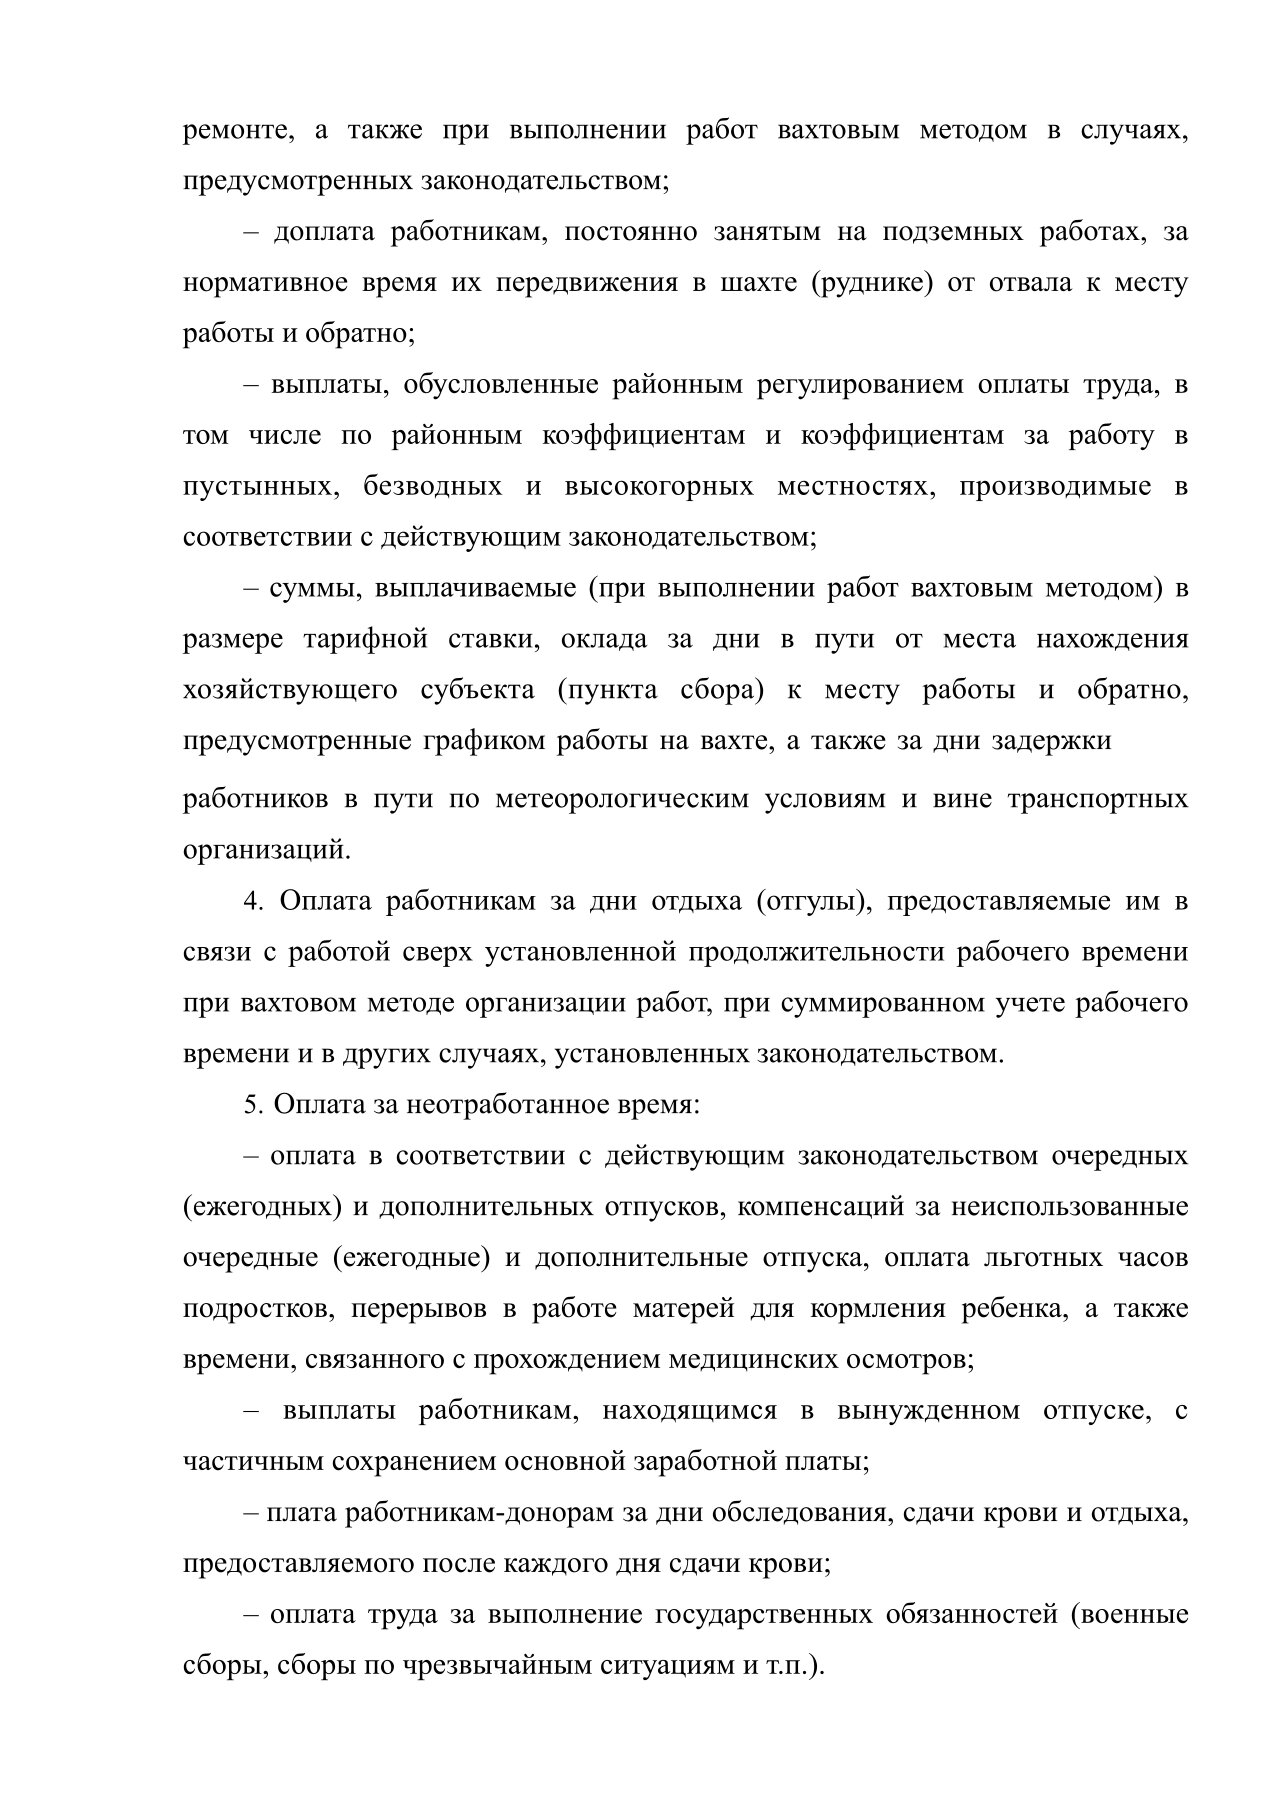 ремонте, а также при выполнении работ вахтовым методом в случаях,
предусмотренных законодательством;
– доплата работникам, постоянно занятым на подземных работах, за
нормативное время их передвижения в шахте (руднике) от отвала к месту
работы и обратно;
– выплаты, обусловленные районным регулированием оплаты труда, в
том числе по районным коэффициентам и коэффициентам за работу в
пустынных, безводных и высокогорных местностях, производимые в
соответствии с действующим законодательством;
– суммы, выплачиваемые (при выполнении работ вахтовым методом) в
размере тарифной ставки, оклада за дни в пути от места нахождения
хозяйствующего субъекта (пункта сбора) к месту работы и обратно,
предусмотренные графиком работы на вахте, а также за дни задержки
работников в пути по метеорологическим условиям и вине транспортных
организаций.
4. Оплата работникам за дни отдыха (отгулы), предоставляемые им в
связи с работой сверх установленной продолжительности рабочего времени
при вахтовом методе организации работ, при суммированном учете рабочего
времени и в других случаях, установленных законодательством.
5. Оплата за неотработанное время:
– оплата в соответствии с действующим законодательством очередных
(ежегодных) и дополнительных отпусков, компенсаций за неиспользованные
очередные (ежегодные) и дополнительные отпуска, оплата льготных часов
подростков, перерывов в работе матерей для кормления ребенка, а также
времени, связанного с прохождением медицинских осмотров;
– выплаты работникам, находящимся в вынужденном отпуске, с
частичным сохранением основной заработной платы;
– плата работникам-донорам за дни обследования, сдачи крови и отдыха,
предоставляемого после каждого дня сдачи крови;
– оплата труда за выполнение государственных обязанностей (военные
сборы, сборы по чрезвычайным ситуациям и т.п.).